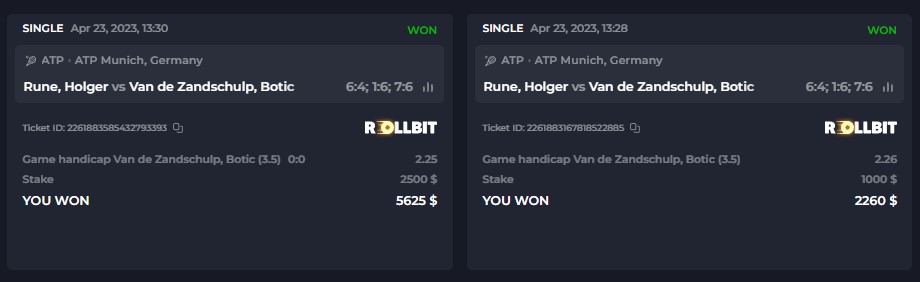 SINGLE Apr 23, 2023, 13:30 WON
ATP · ATP Munich, Germany
Rune, Holger vs Van de Zandschulp, Botic 6:4; 1:6; 7:6
Ticket ID: 2261883585432793393 ROLLBIT
Game handicap Van de Zandschulp, Botic (3.5) 0:0 2.25
Stake 2500 $
YOU WON 5625 $
SINGLE Apr 23, 2023, 13:28 WON
ATP · ATP Munich, Germany
Rune, Holger vs Van de Zandschulp, Botic 6:4; 1:6; 7:6
Ticket ID: 2261883167818522885 ROLLBIT
Game handicap Van de Zandschulp, Botic (3.5) 2.26
Stake 1000 $
YOU WON 2260 $